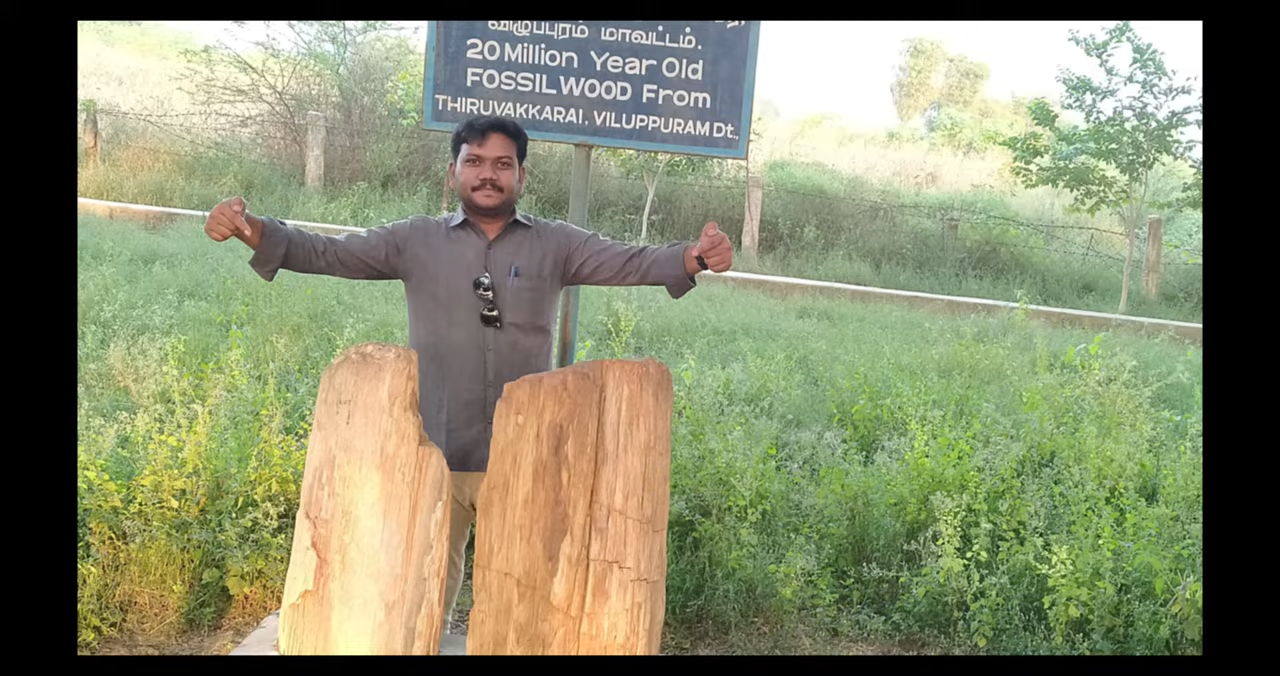 விழுப்புரம் மாவட்டம்.
20 Million Year Old
FOSSILWOOD From
THIRUVAKKARAI, VILUPPURAM Dt.,